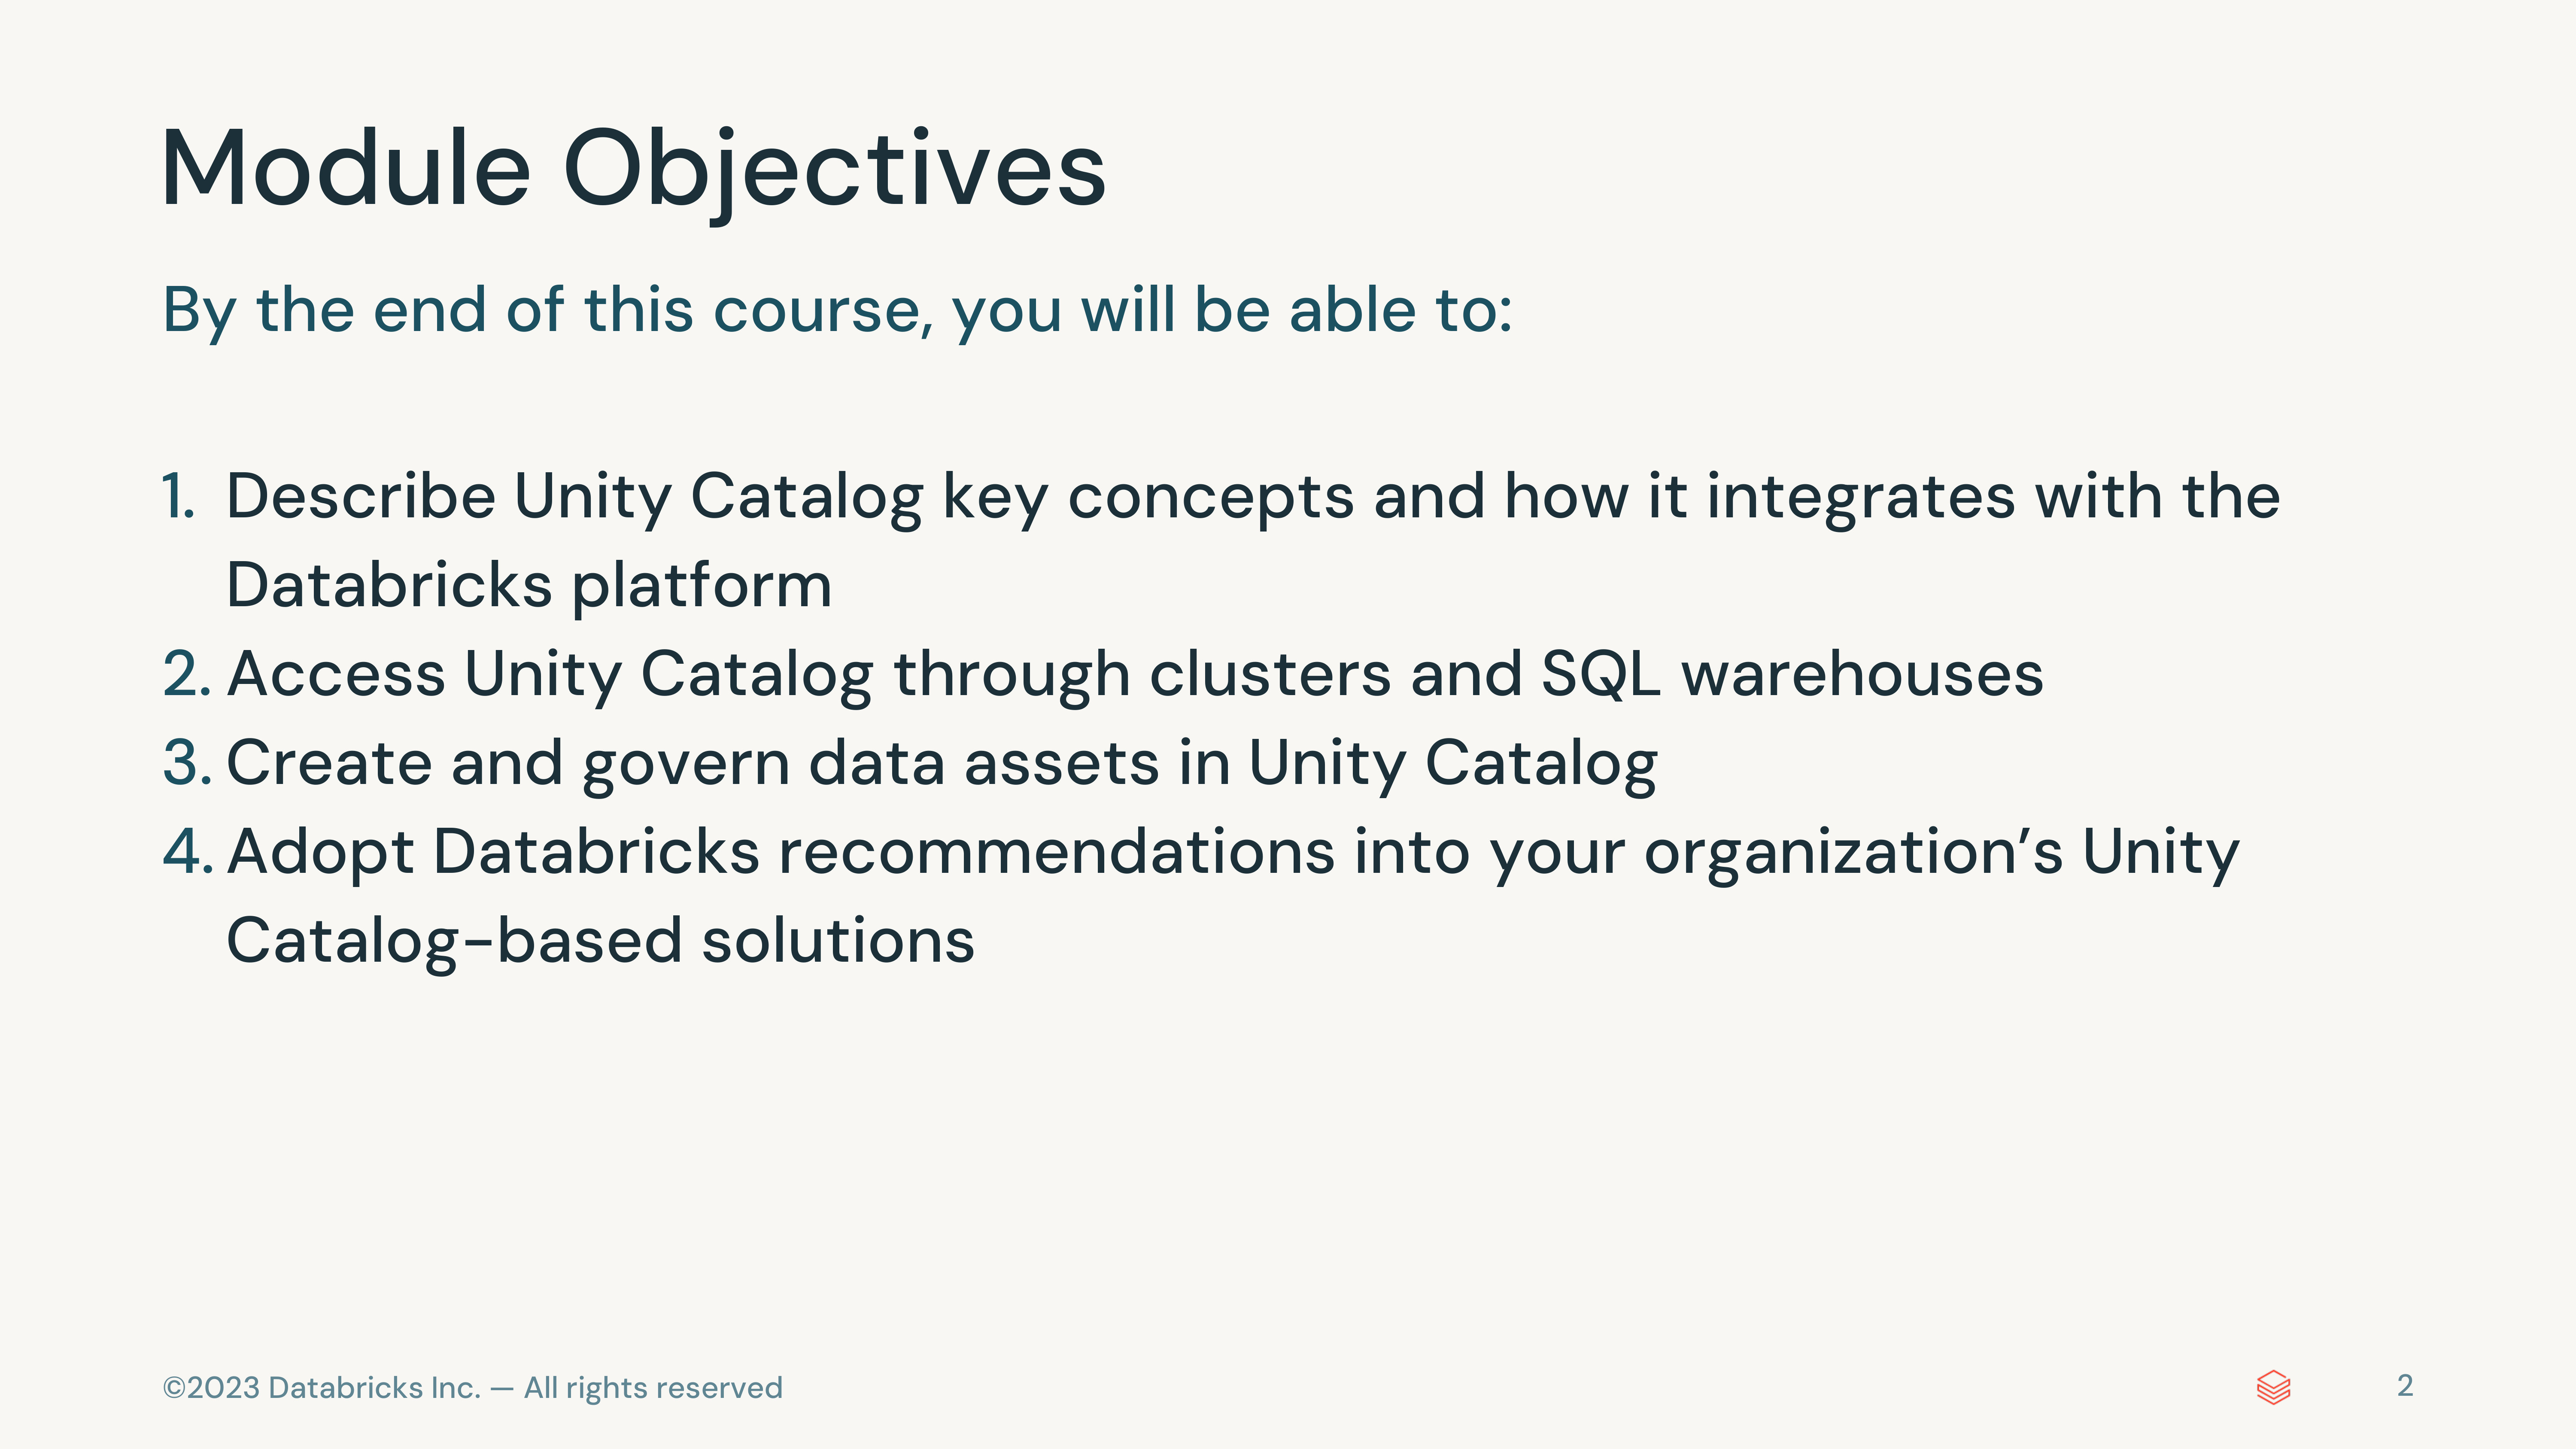 Module Objectives
By the end of this course, you will be able to:
1. Describe Unity Catalog key concepts and how it integrates with the
Databricks platform
2. Access Unity Catalog through clusters and SQL warehouses
3. Create and govern data assets in Unity Catalog
4. Adopt Databricks recommendations into your organization’s Unity
Catalog-based solutions
©2023 Databricks Inc. — All rights reserved
2